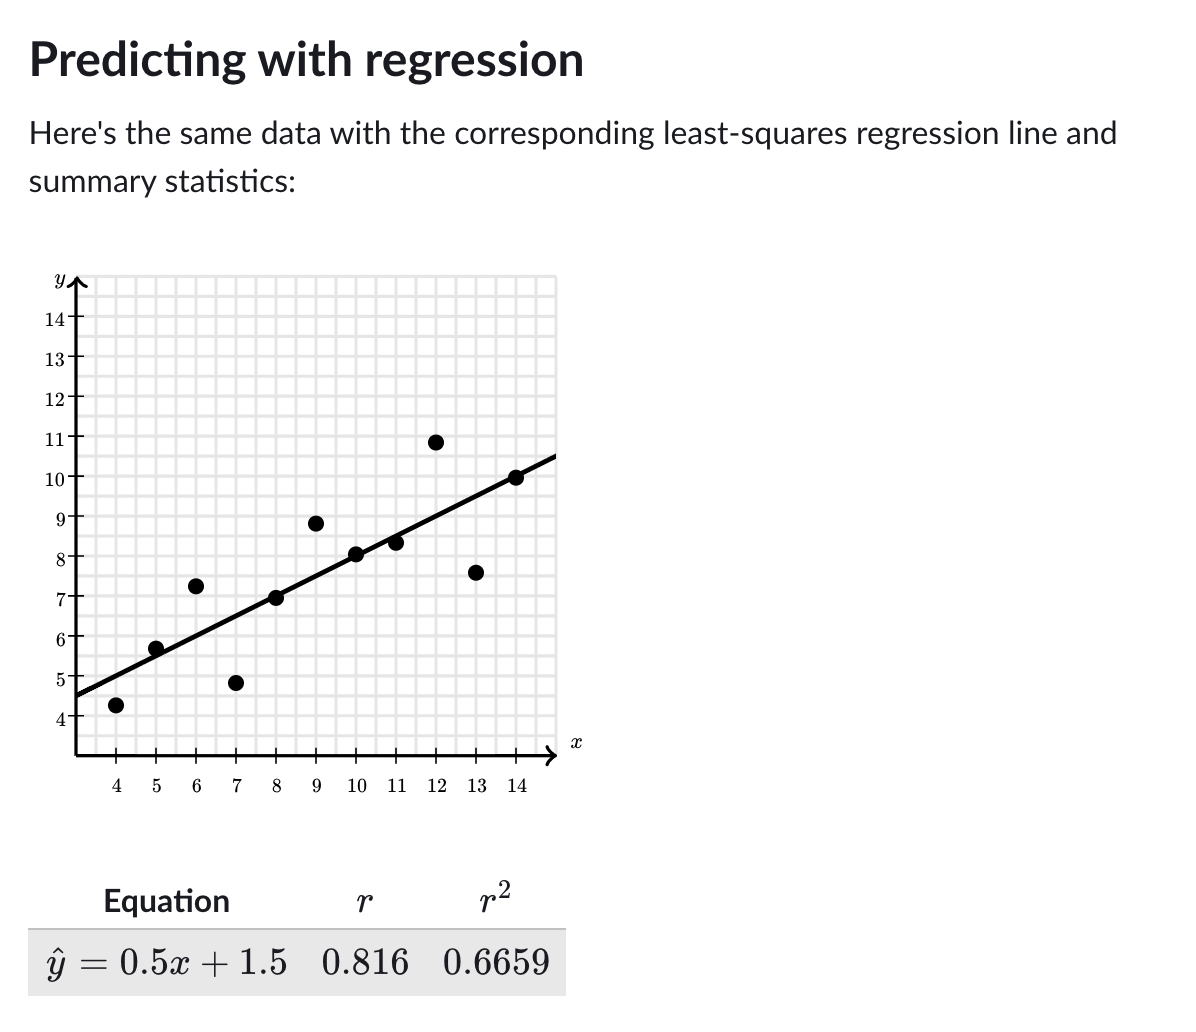 Predicting with regression
Here's the same data with the corresponding least-squares regression line and
summary statistics:
y
14
13
12
11
10
9
8
7
6
5
4
x
4 5 6 7 8 9 10 11 12 13 14
Equation r r²
ŷ = 0.5x + 1.5 0.816 0.6659